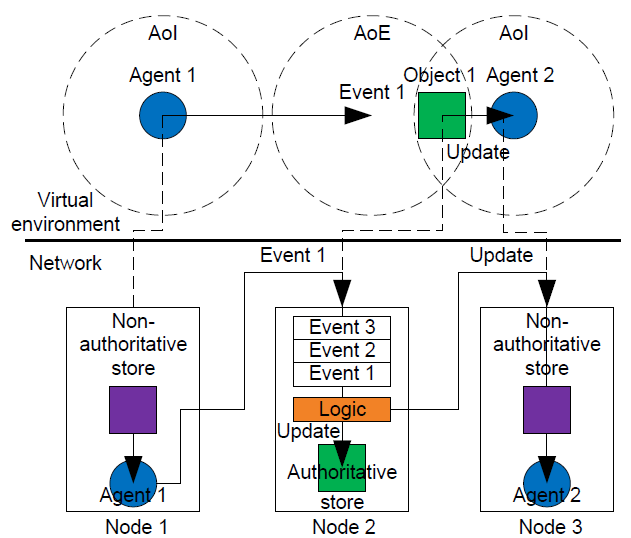 AoI
AoE
AoI
Agent 1
Object 1
Agent 2
Event 1
Update
Virtual
environment
Network
Event 1
Update
Non-
authoritative
store
Event 3
Event 2
Event 1
Non-
authoritative
store
Logic
Update
Agent 1
Authoritative
store
Agent 2
Node 1
Node 2
Node 3